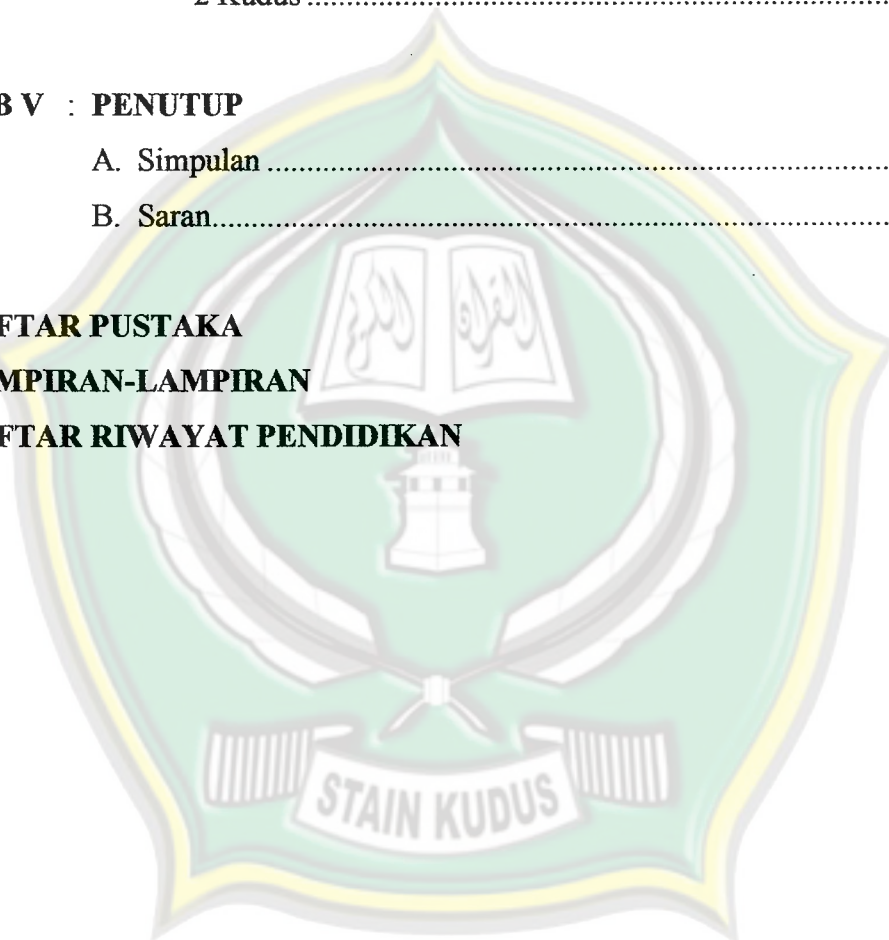 2 Kudus ........................................................................
B V : PENUTUP
A. Simpulan ........................................................................
B. Saran........................................................................
FTAR PUSTAKA
MPIRAN-LAMPIRAN
FTAR RIWAYAT PENDIDIKAN
STAIN KUDUS